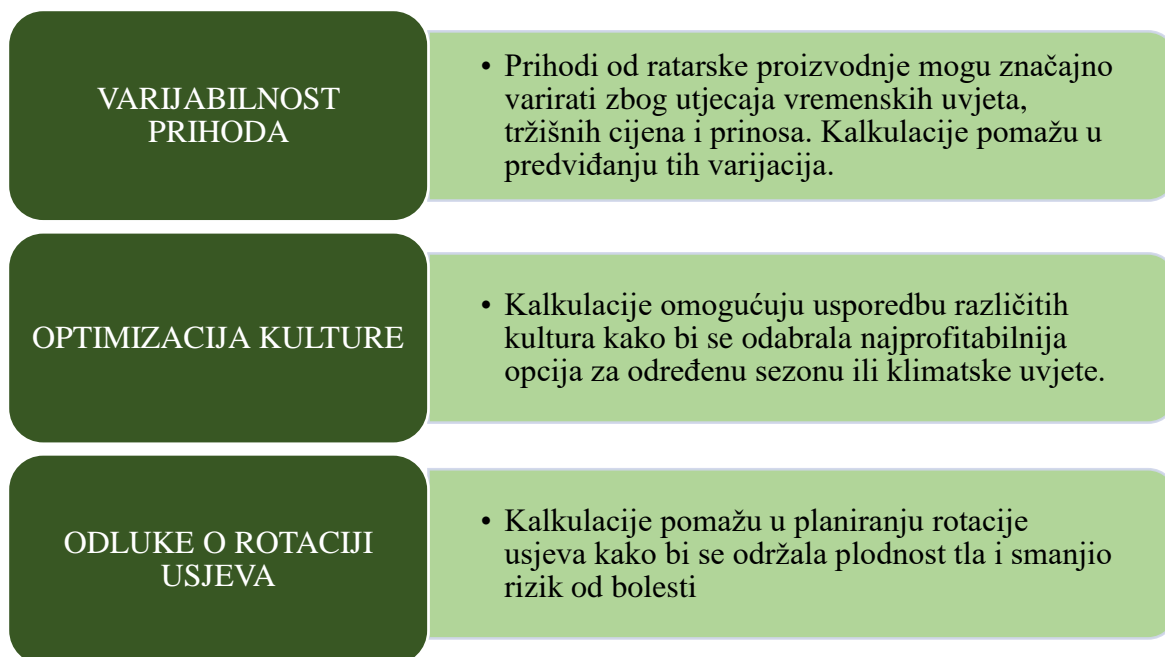 VARIJABILNOST
PRIHODA
• Prihodi od ratarske proizvodnje mogu značajno
varirati zbog utjecaja vremenskih uvjeta,
tržišnih cijena i prinosa. Kalkulacije pomažu u
predviđanju tih varijacija.
OPTIMIZACIJA KULTURE
• Kalkulacije omogućuju usporedbu različitih
kultura kako bi se odabrala najprofitabilnija
opcija za određenu sezonu ili klimatske uvjete.
ODLUKE O ROTACIJI
USJEVA
• Kalkulacije pomažu u planiranju rotacije
usjeva kako bi se održala plodnost tla i smanjio
rizik od bolesti